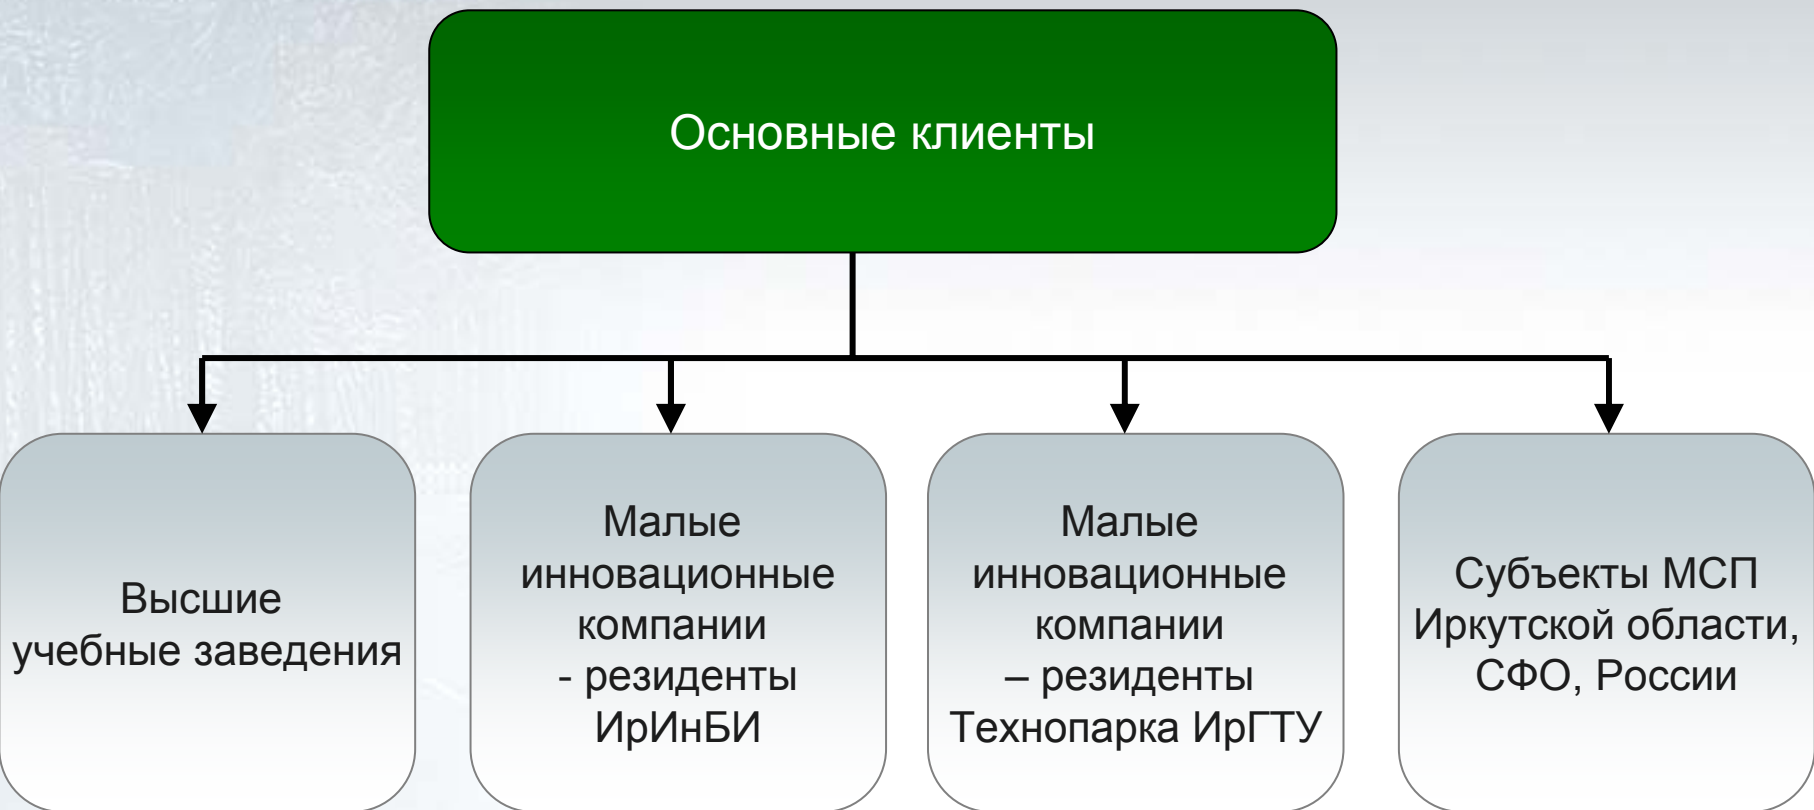 Основные клиенты
Высшие
учебные заведения
Малые
инновационные
компании
- резиденты
ИрИнБИ
Малые
инновационные
компании
– резиденты
Технопарка ИрГТУ
Субъекты МСП
Иркутской области,
СФО, России